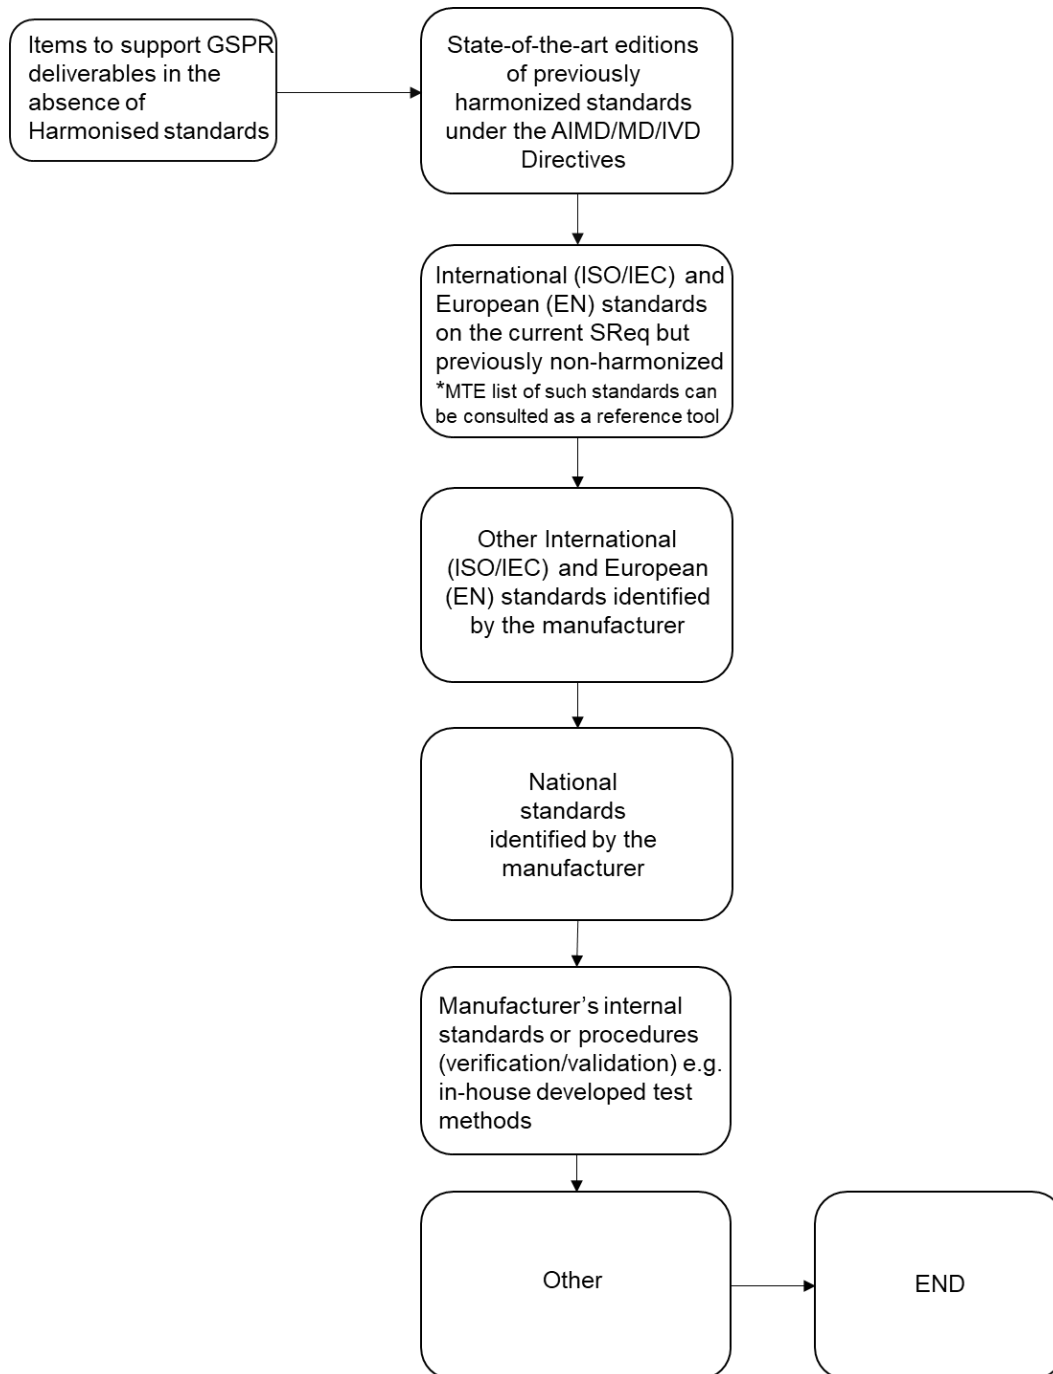 Items to support GSPR
deliverables in the
absence of
Harmonised standards
State-of-the-art editions
of previously
harmonized standards
under the AIMD/MD/IVD
Directives
International (ISO/IEC) and
European (EN) standards
on the current SReq but
previously non-harmonized
*MTE list of such standards can
be consulted as a reference tool
Other International
(ISO/IEC) and European
(EN) standards identified
by the manufacturer
National
standards
identified by the
manufacturer
Manufacturer’s internal
standards or procedures
(verification/validation) e.g.
in-house developed test
methods
Other
END